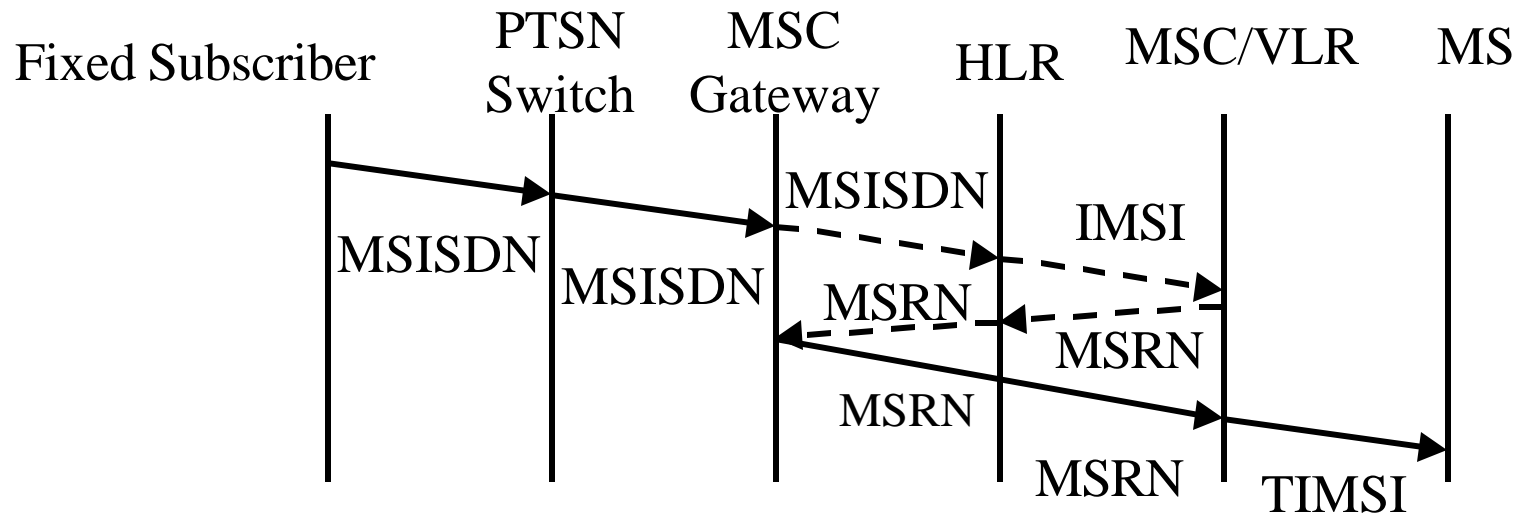 Fixed Subscriber
PTSN
Switch
MSC
Gateway
HLR
MSC/VLR
MS
MSISDN
IMSI
MSISDN
MSISDN
MSRN
MSRN
MSRN
MSRN
TIMSI